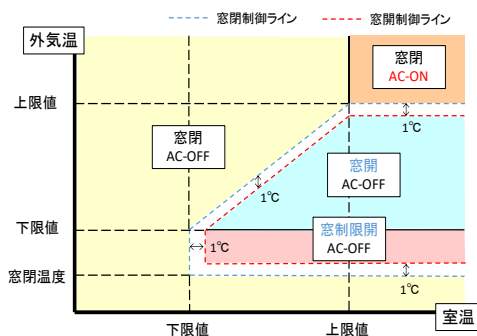 窓閉制御ライン
窓開制御ライン
外気温
窓閉
AC-ON
上限値
1℃
窓閉
AC-OFF
窓開
AC-OFF
1℃
下限値
窓制限開
AC-OFF
1℃
窓閉温度
1℃
室温
下限値
上限値